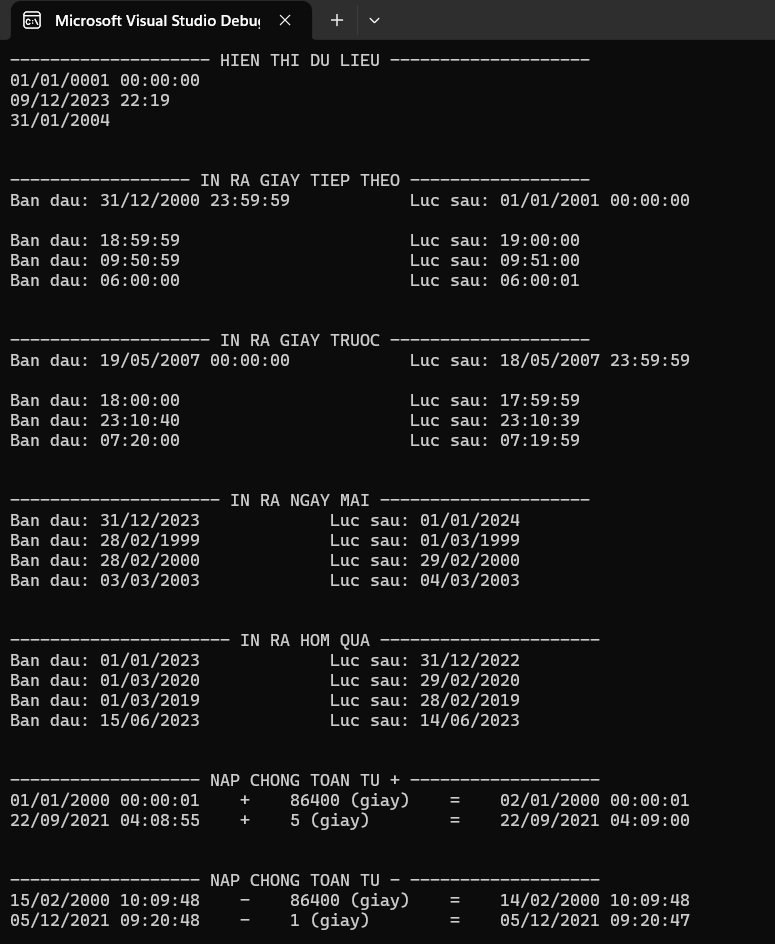 Microsoft Visual Studio Debug
-------------------- HIEN THI DU LIEU --------------------
01/01/0001 00:00:00
09/12/2023 22:19
31/01/2004
------------------ IN RA GIAY TIEP THEO ------------------
Ban dau: 31/12/2000 23:59:59            Luc sau: 01/01/2001 00:00:00
Ban dau: 18:59:59                       Luc sau: 19:00:00
Ban dau: 09:50:59                       Luc sau: 09:51:00
Ban dau: 06:00:00                       Luc sau: 06:00:01
-------------------- IN RA GIAY TRUOC --------------------
Ban dau: 19/05/2007 00:00:00            Luc sau: 18/05/2007 23:59:59
Ban dau: 18:00:00                       Luc sau: 17:59:59
Ban dau: 23:10:40                       Luc sau: 23:10:39
Ban dau: 07:20:00                       Luc sau: 07:19:59
--------------------- IN RA NGAY MAI ---------------------
Ban dau: 31/12/2023             Luc sau: 01/01/2024
Ban dau: 28/02/1999             Luc sau: 01/03/1999
Ban dau: 28/02/2000             Luc sau: 29/02/2000
Ban dau: 03/03/2003             Luc sau: 04/03/2003
---------------------- IN RA HOM QUA ----------------------
Ban dau: 01/01/2023             Luc sau: 31/12/2022
Ban dau: 01/03/2020             Luc sau: 29/02/2020
Ban dau: 01/03/2019             Luc sau: 28/02/2019
Ban dau: 15/06/2023             Luc sau: 14/06/2023
------------------- NAP CHONG TOAN TU + -------------------
01/01/2000 00:00:01    +    86400 (giay)    =    02/01/2000 00:00:01
22/09/2021 04:08:55    +    5 (giay)        =    22/09/2021 04:09:00
------------------- NAP CHONG TOAN TU - -------------------
15/02/2000 10:09:48    -    86400 (giay)    =    14/02/2000 10:09:48
05/12/2021 09:20:48    -    1 (giay)        =    05/12/2021 09:20:47